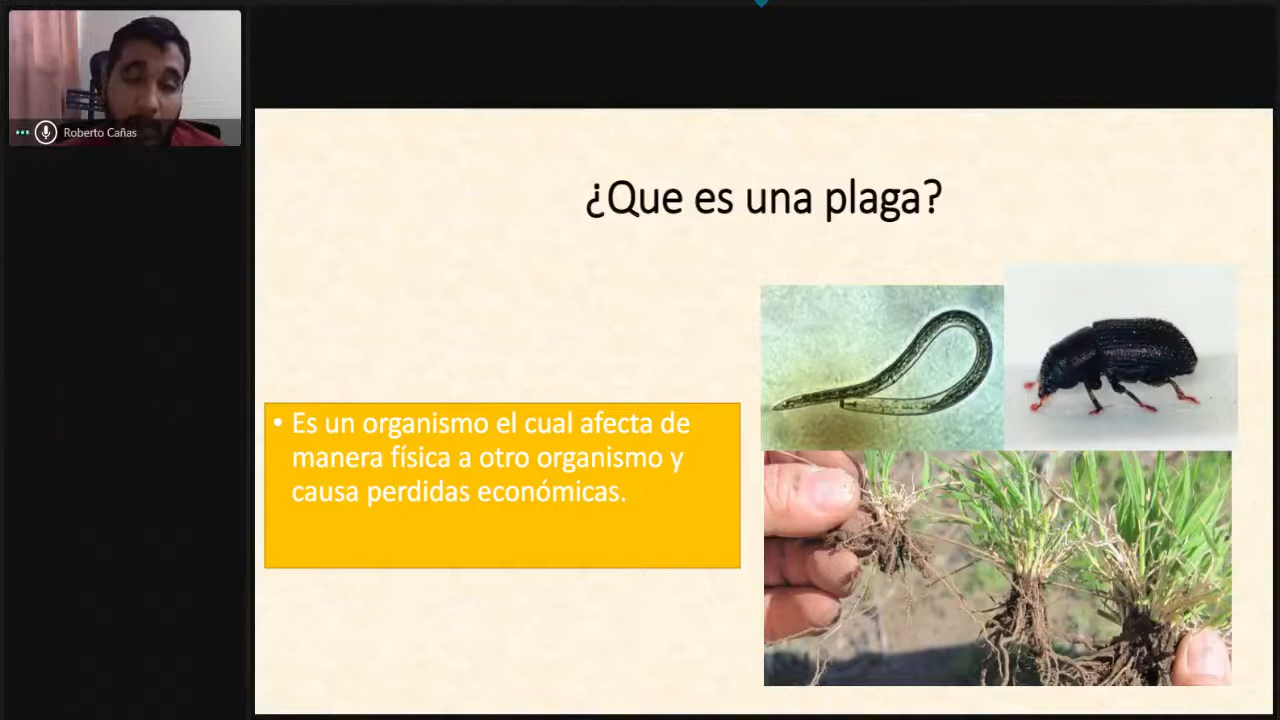 Roberto Cañas
¿Que es una plaga?
• Es un organismo el cual afecta de
manera física a otro organismo y
causa perdidas económicas.